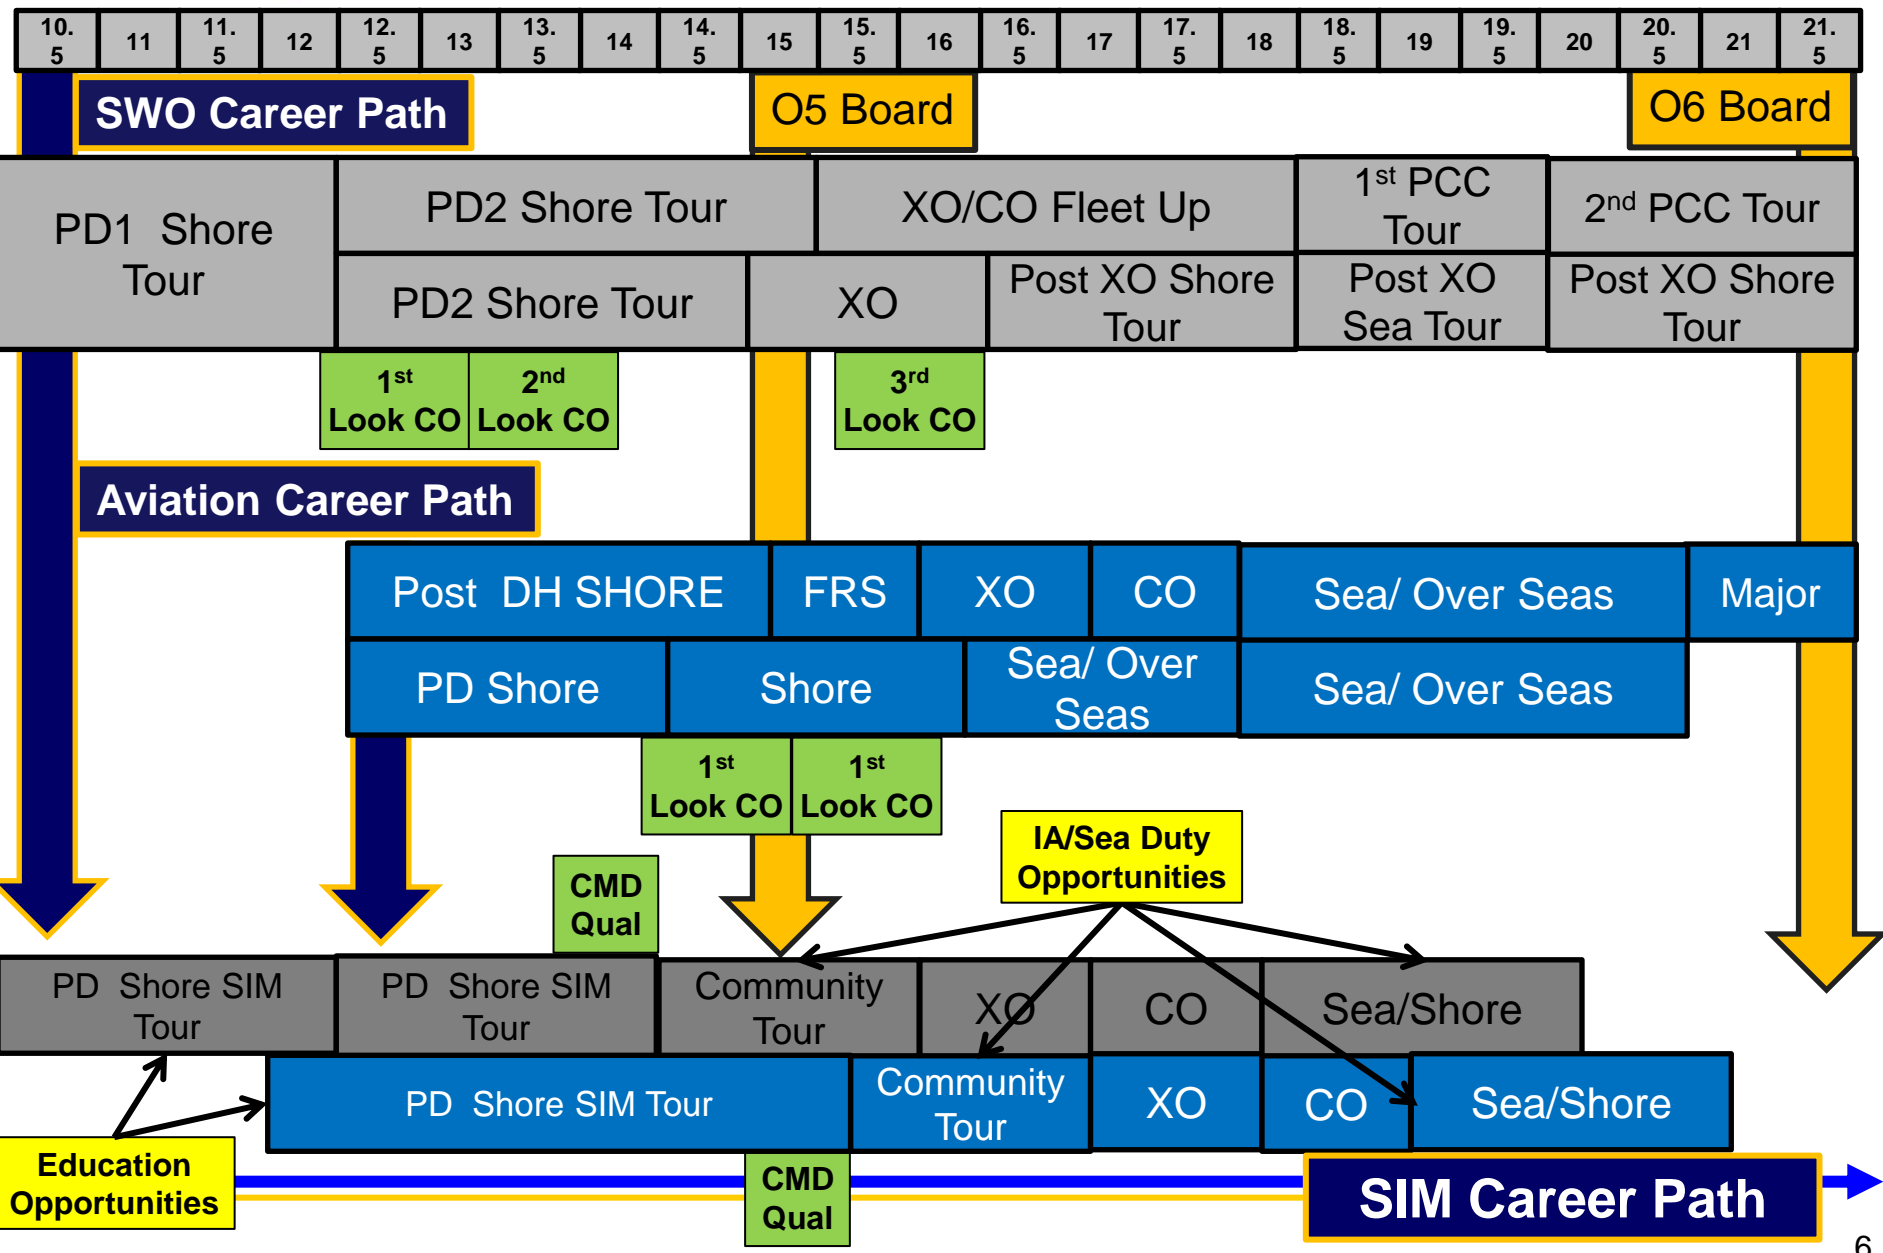 10.
5
11
11.
5
12
12.
5
13
13.
5
14
14.
5
15
15.
5
16
16.
5
17
17.
5
18
18.
5
19
19.
5
20
20.
5
21
21.
5
SWO Career Path
O5 Board
O6 Board
PD1 Shore
Tour
PD2 Shore Tour
XO/CO Fleet Up
1st PCC
Tour
2nd PCC Tour
PD2 Shore Tour
XO
Post XO Shore
Tour
Post XO
Sea Tour
Post XO Shore
Tour
1st
Look CO
2nd
Look CO
3rd
Look CO
Aviation Career Path
Post DH SHORE
FRS
XO
CO
Sea/ Over Seas
Major
PD Shore
Shore
Sea/ Over
Seas
Sea/ Over Seas
1st
Look CO
1st
Look CO
IA/Sea Duty
Opportunities
CMD
Qual
PD Shore SIM
Tour
PD Shore SIM
Tour
Community
Tour
XO
CO
Sea/Shore
PD Shore SIM Tour
Community
Tour
XO
CO
Sea/Shore
Education
Opportunities
CMD
Qual
SIM Career Path
6